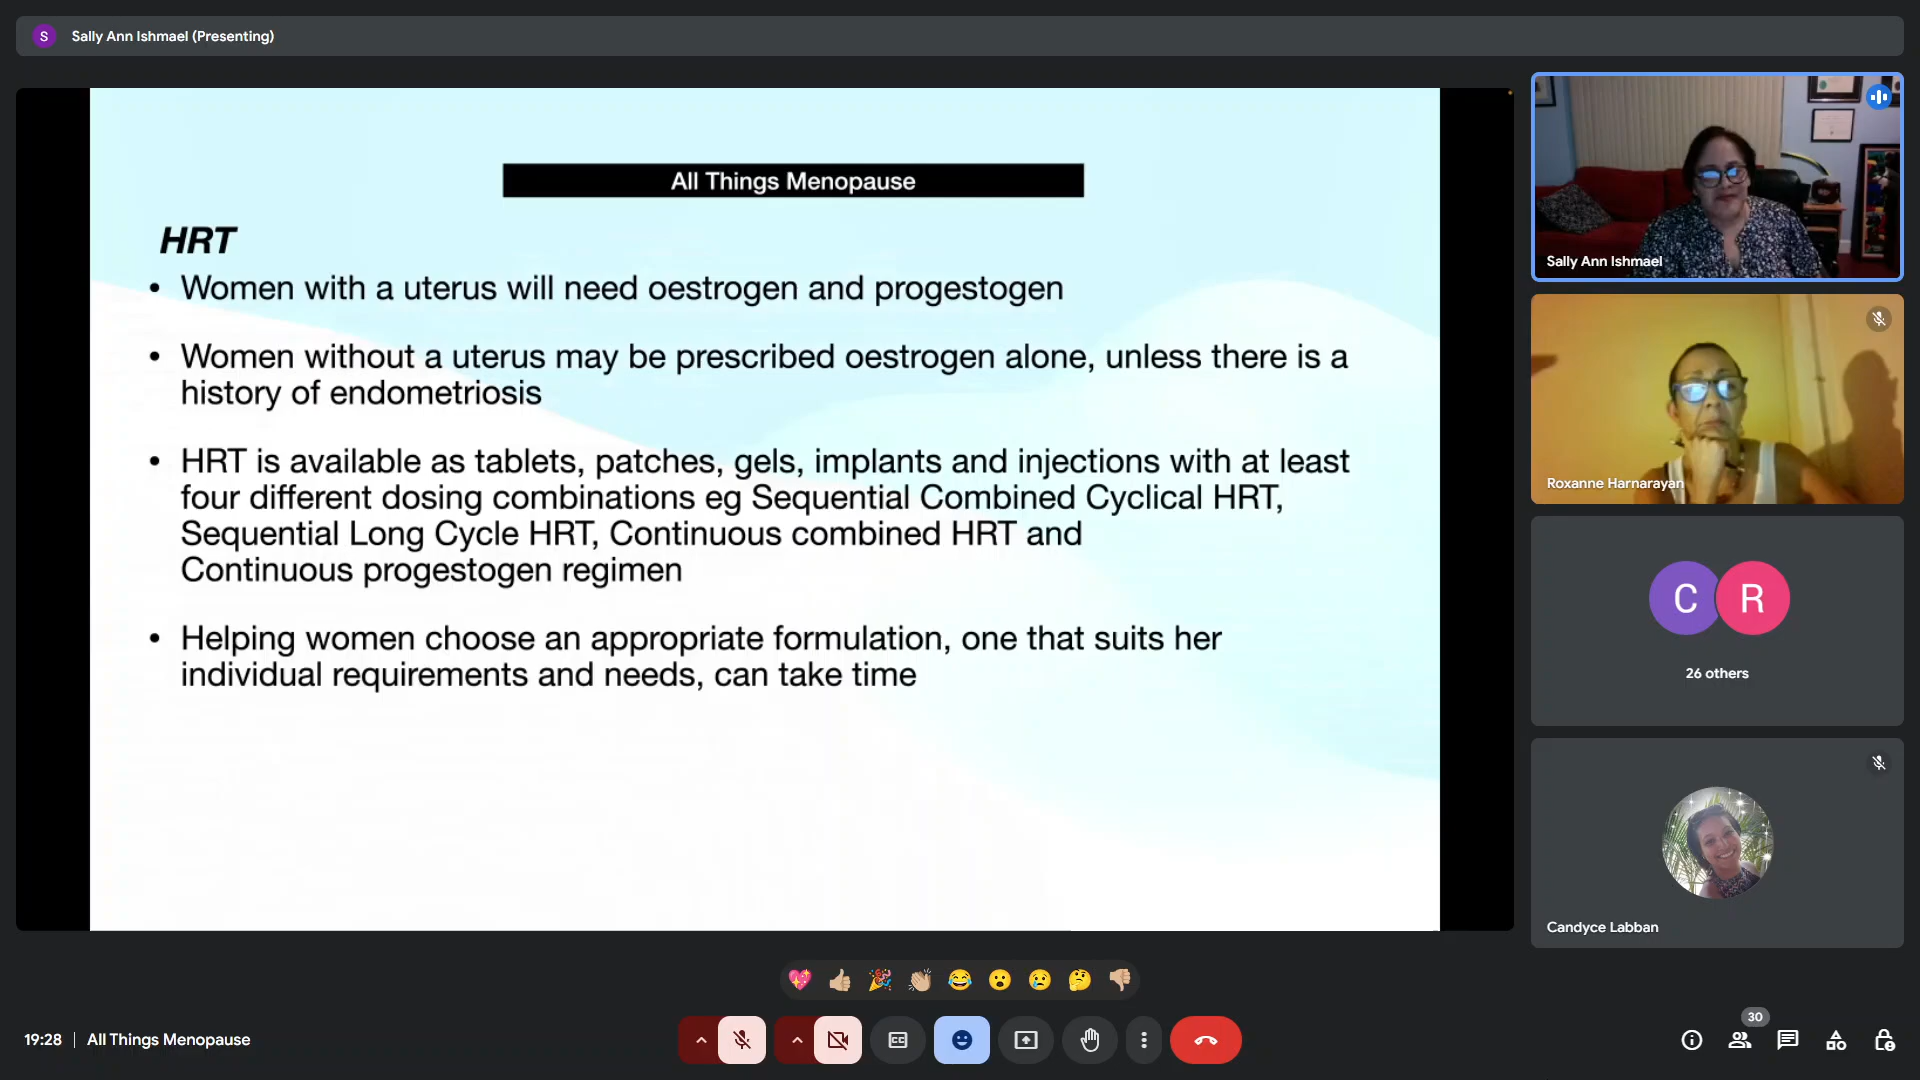 S Sally Ann Ishmael (Presenting)
All Things Menopause
HRT
• Women with a uterus will need oestrogen and progestogen
• Women without a uterus may be prescribed oestrogen alone, unless there is a
history of endometriosis
• HRT is available as tablets, patches, gels, implants and injections with at least
four different dosing combinations eg Sequential Combined Cyclical HRT,
Sequential Long Cycle HRT, Continuous combined HRT and
Continuous progestogen regimen
• Helping women choose an appropriate formulation, one that suits her
individual requirements and needs, can take time
Sally Ann Ishmael
Roxanne Harnarayan
C R
26 others
Candyce Labban
19:28 | All Things Menopause
CC
30